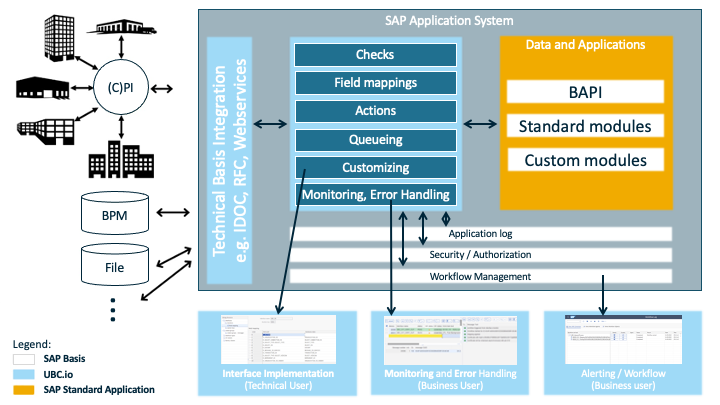 SAP Application System
(C)PI
BPM
File
Technical Basis Integration
e.g. IDOC, RFC, Webservices
Checks
Field mappings
Actions
Queueing
Customizing
Monitoring, Error Handling
Data and Applications
BAPI
Standard modules
Custom modules
Application log
Security / Authorization
Workflow Management
Interface Implementation
(Technical User)
Monitoring and Error Handling
(Business User)
Alerting / Workflow
(Business user)
Legend:
SAP Basis
UBC.io
SAP Standard Application